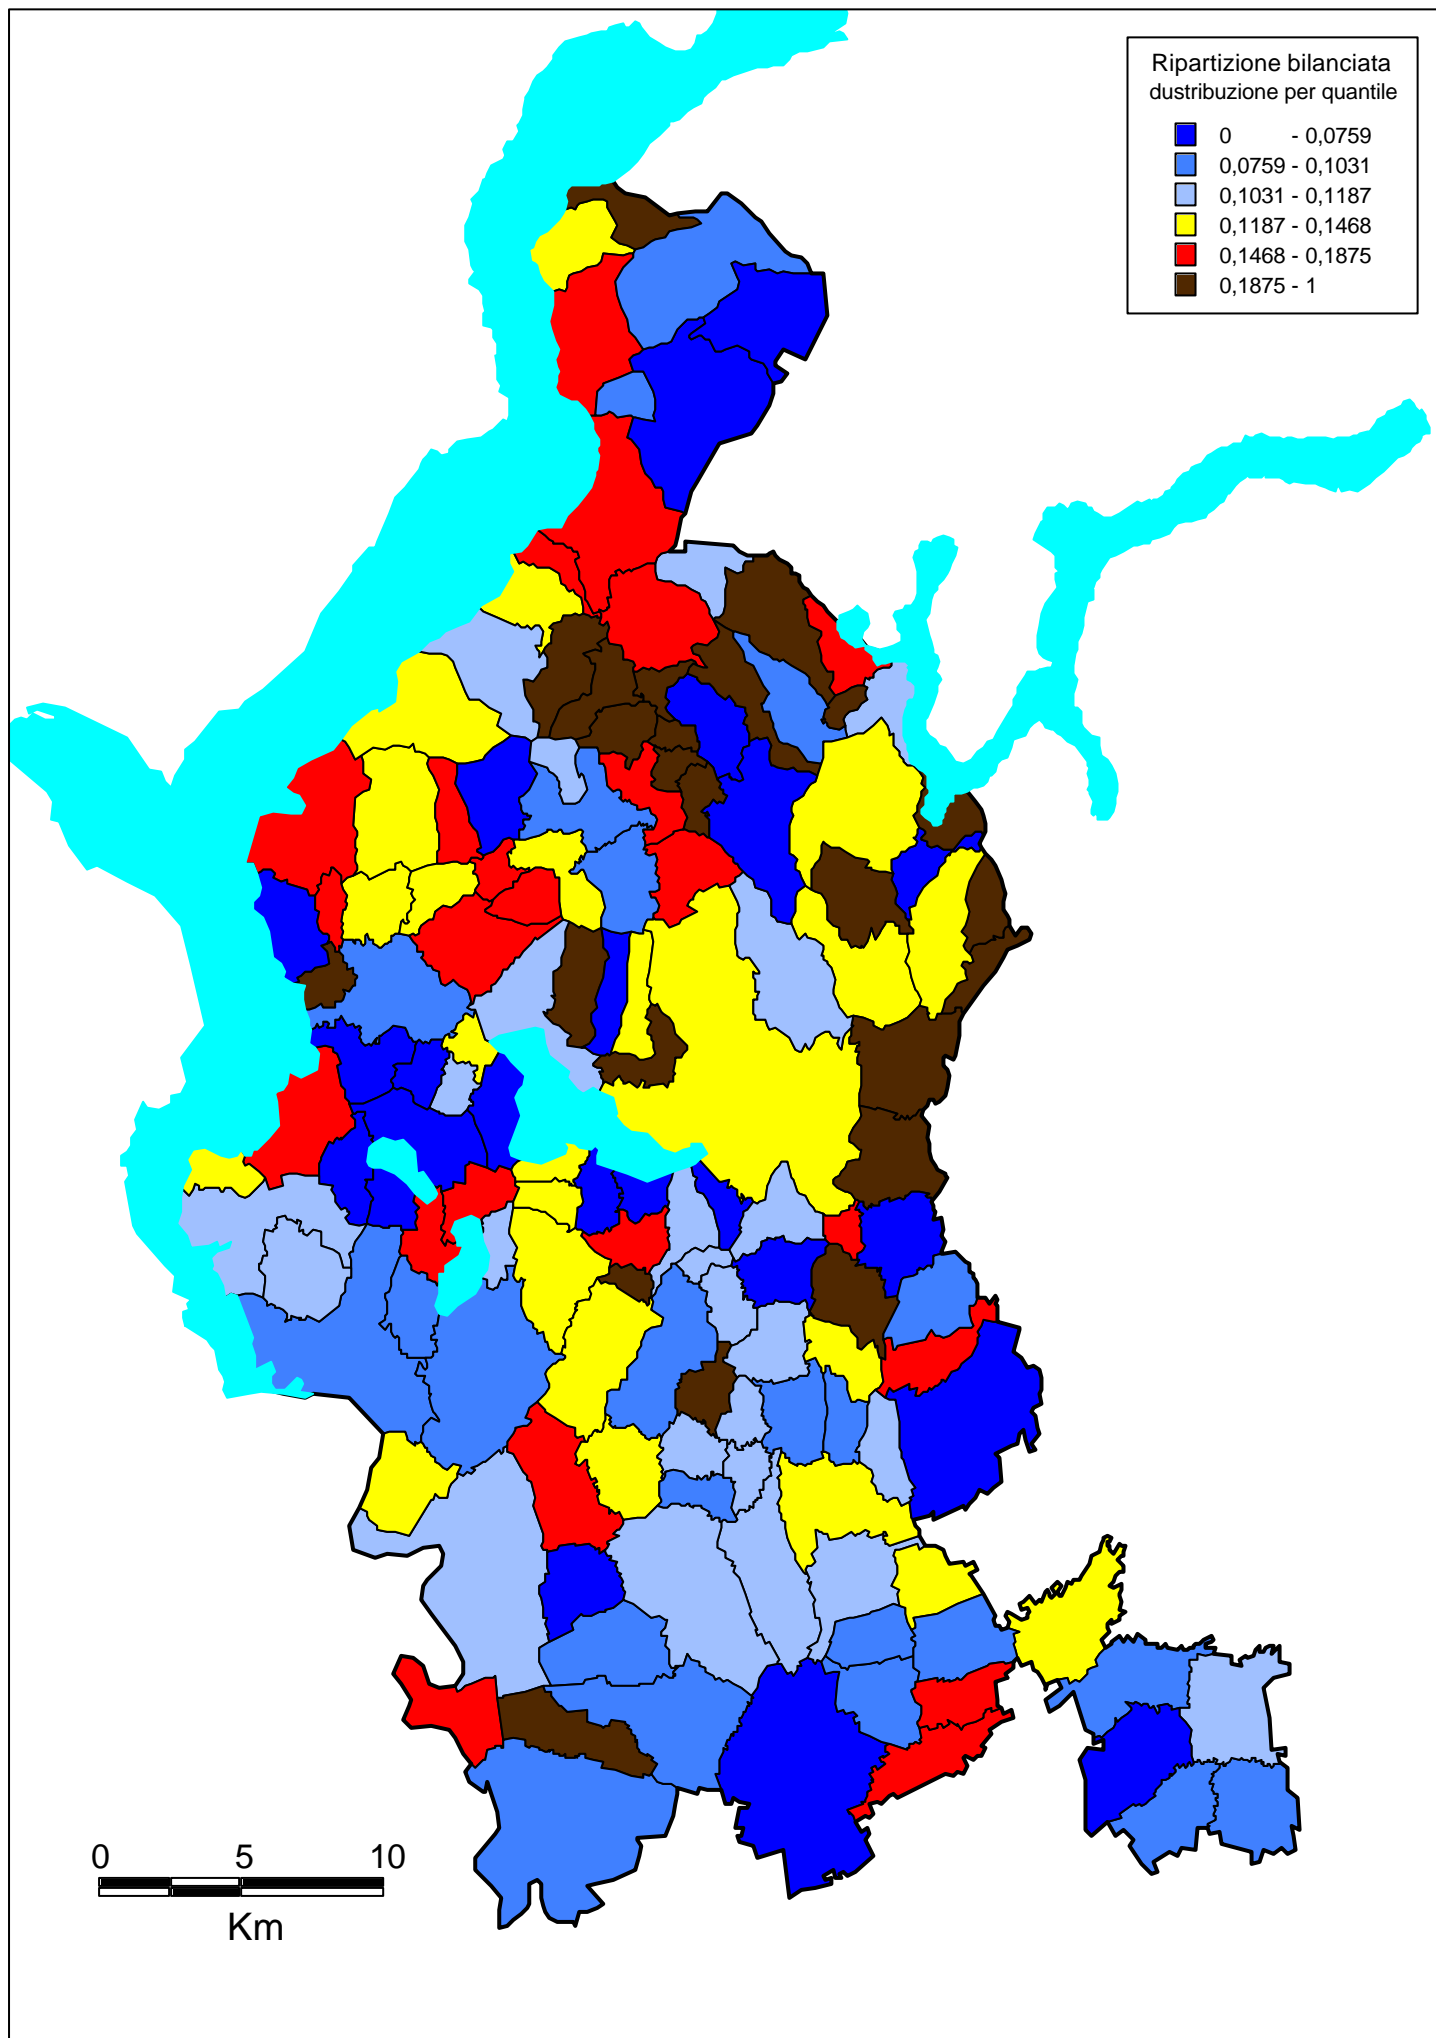 Ripartizione bilanciata
dustribuzione per quantile
0 - 0,0759
0,0759 - 0,1031
0,1031 - 0,1187
0,1187 - 0,1468
0,1468 - 0,1875
0,1875 - 1
0 5 10
Km